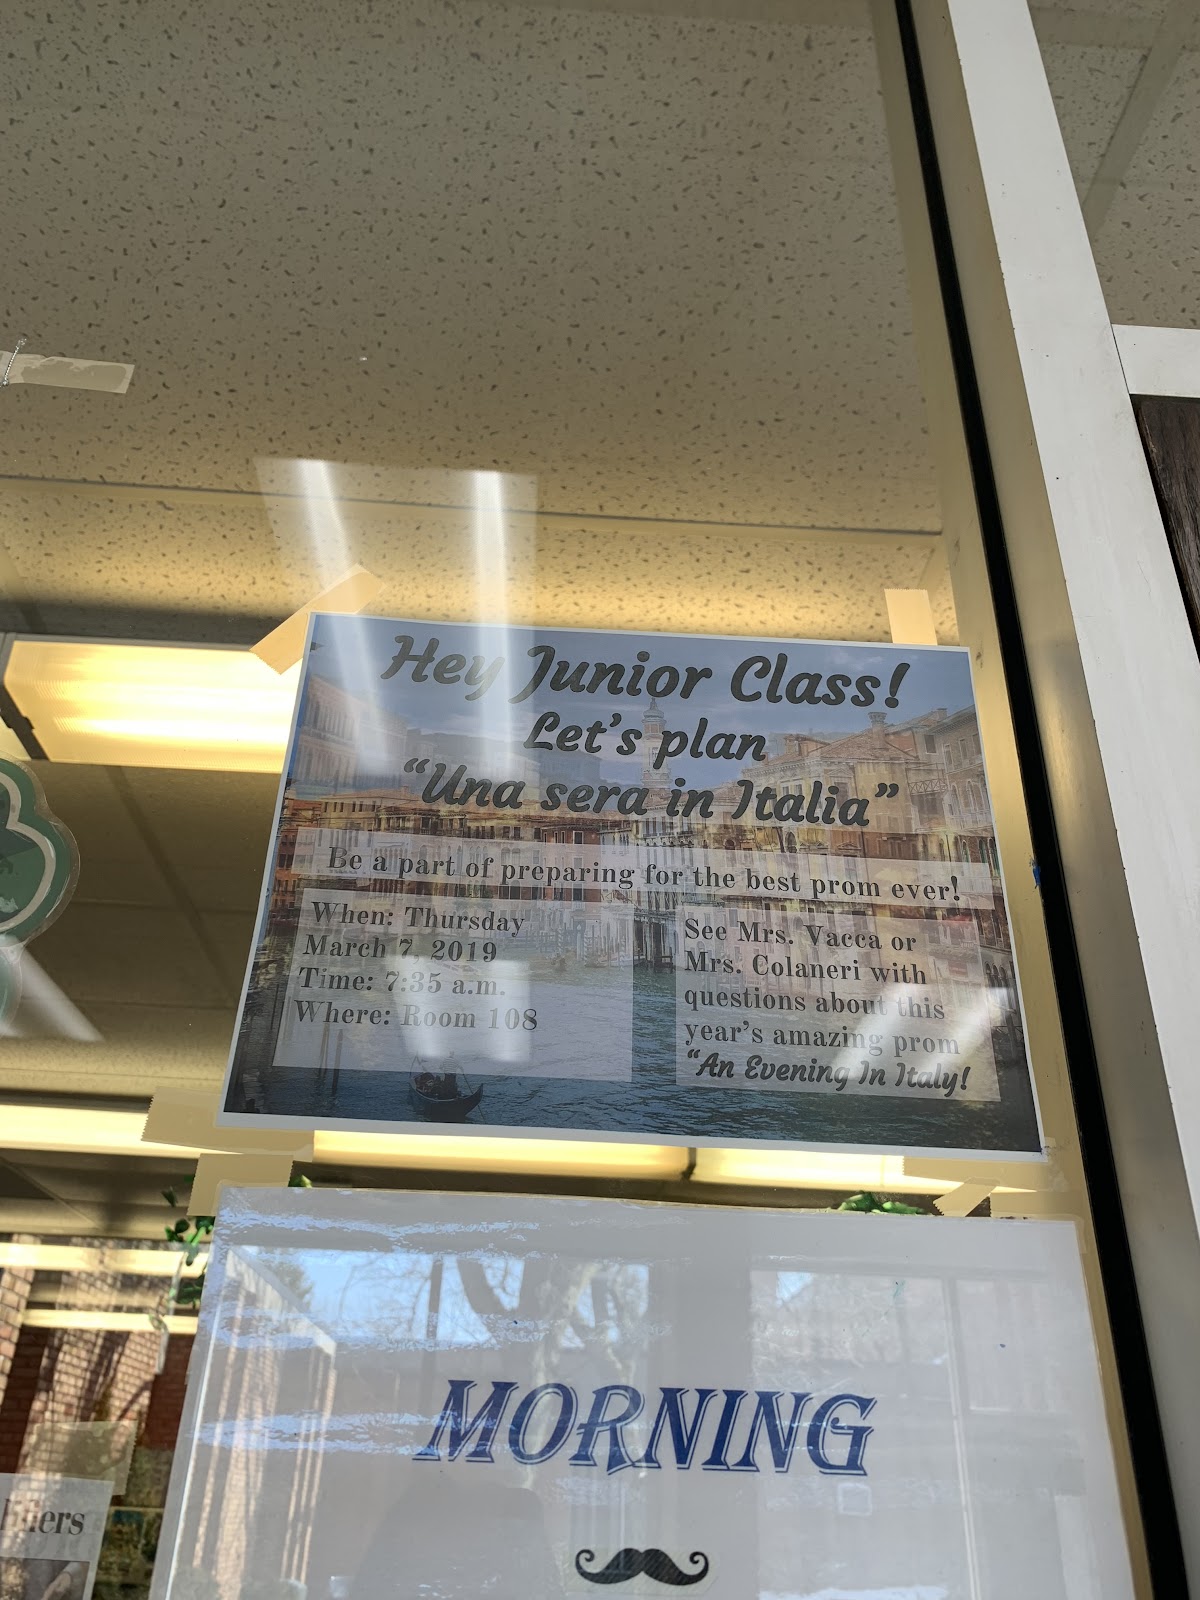 Hey Junior Class!
Let's plan
"Una sera in Italia"
Be a part of preparing for the best prom ever!
When: Thursday
March 7, 2019
Time: 7:35 a.m.
Where: Room 108
See Mrs. Vacca or
Mrs. Colaneri with
questions about this
year's amazing prom
"An Evening In Italy!
MORNING